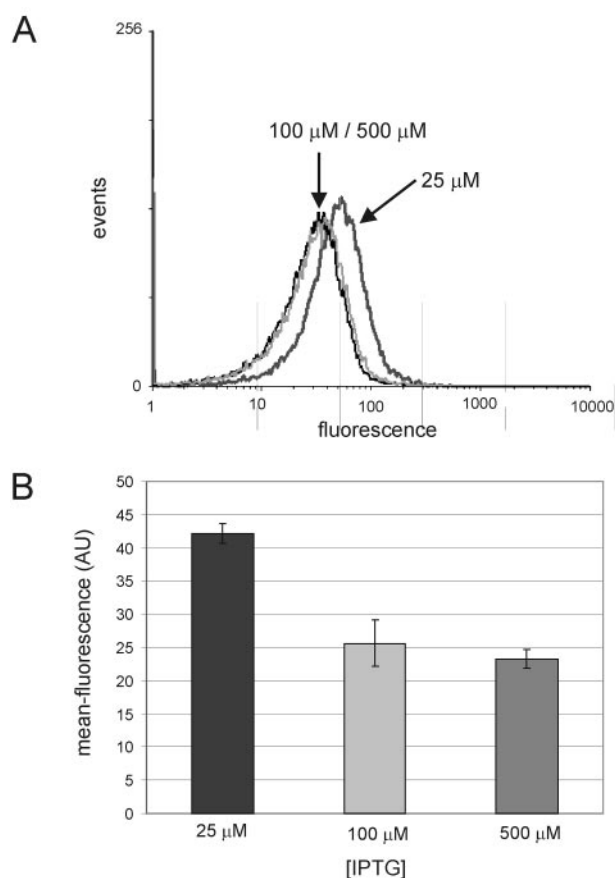 A
256
100 μM / 500 μM
25 μM
events
0
1 10 100 1000 10000
fluorescence
B
50
45
40
35
30
25
20
15
10
5
0
mean-fluorescence (AU)
25 μM 100 μM 500 μM
[IPTG]